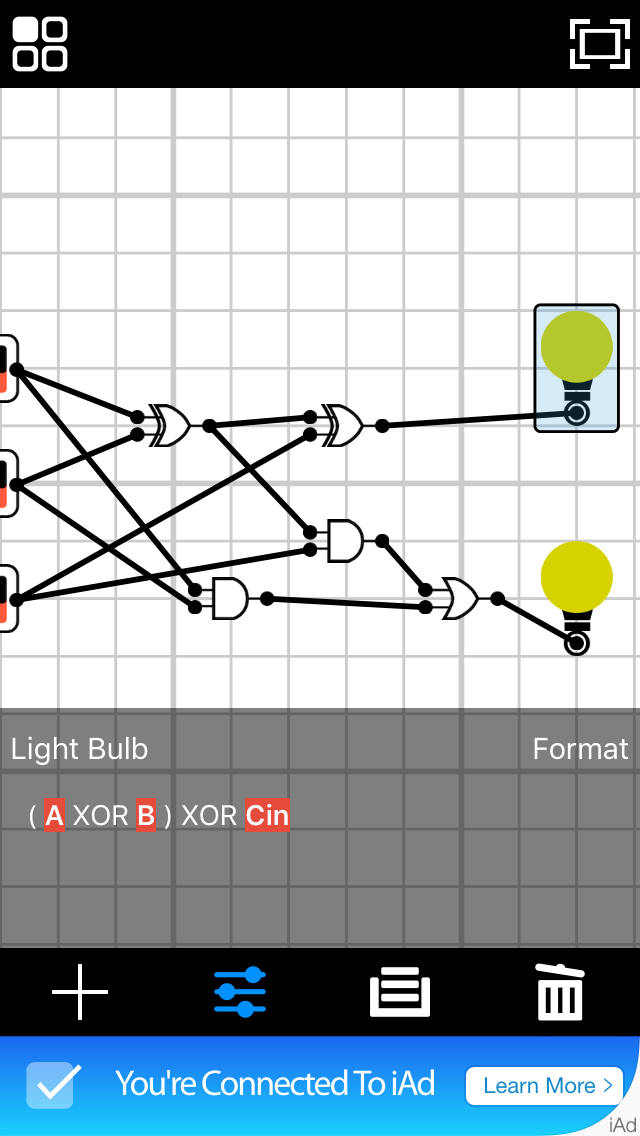 Light Bulb
Format
( A XOR B ) XOR Cin
You're Connected To iAd
Learn More >
iAd